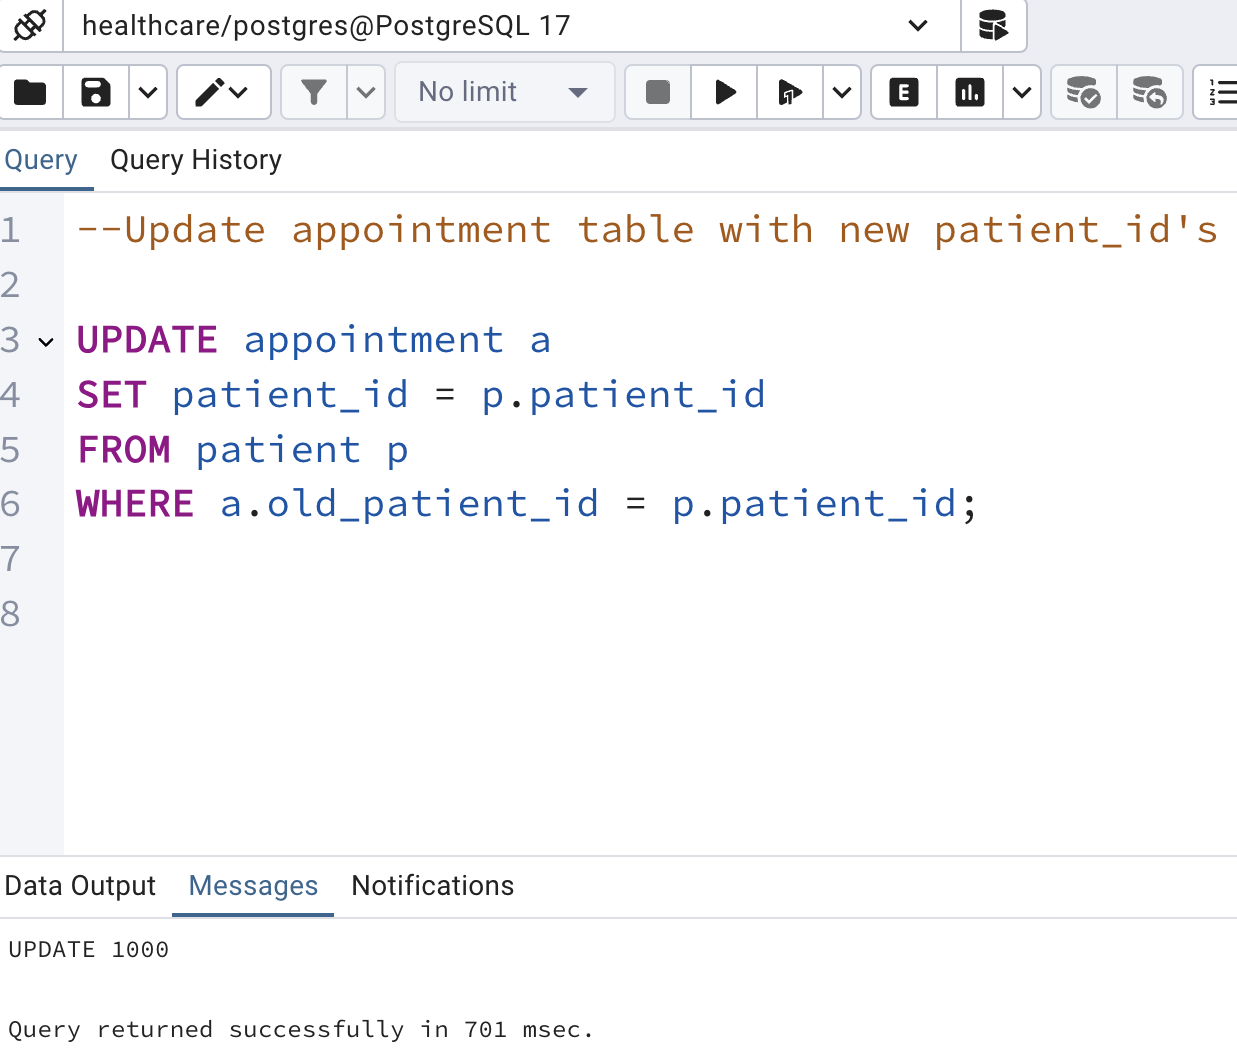 healthcare/postgres@PostgreSQL 17
No limit
E
Query Query History
1 --Update appointment table with new patient_id's
2
3 UPDATE appointment a
4 SET patient_id = p.patient_id
5 FROM patient p
6 WHERE a.old_patient_id = p.patient_id;
7
8
Data Output Messages Notifications
UPDATE 1000
Query returned successfully in 701 msec.